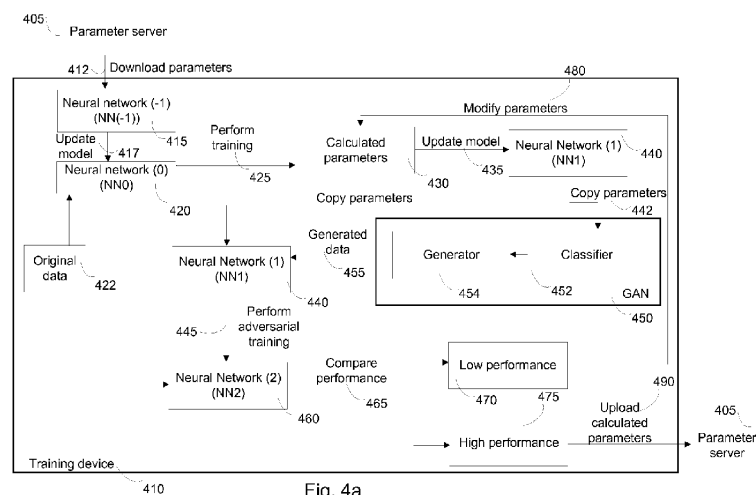 405
Parameter server
412
Download parameters
480
Neural network (-1)
(NN(-1))
415
Modify parameters
Update
model
417
Perform
training
425
Calculated
parameters
430
Update model
435
Neural Network (1)
(NN1)
440
Neural network (0)
(NN0)
420
Copy parameters
Copy parameters
442
Original
data
422
Neural Network (1)
(NN1)
440
Generated
data
455
Generator
454
Classifier
452
GAN
450
445
Perform
adversarial
training
Neural Network (2)
(NN2)
460
Compare
performance
465
Low performance
470
475
490
Upload
calculated
parameters
405
High performance
Parameter
server
Training device
410
Fig. 4a